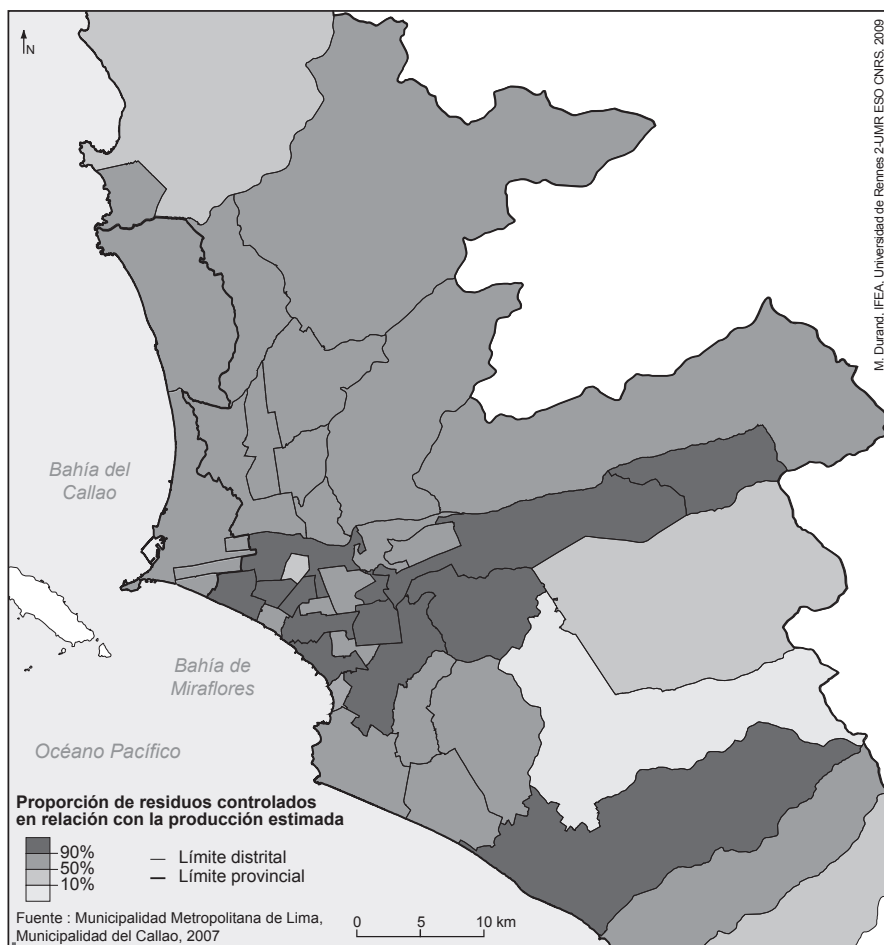 N
M. Durand, IFEA, Universidad de Rennes 2-UMR ESO CNRS, 2009
Bahía del
Callao
Bahía de
Miraflores
Océano Pacífico
Proporción de residuos controlados
en relación con la producción estimada
90%
50%
10%
Límite distrital
Límite provincial
Fuente : Municipalidad Metropolitana de Lima,
Municipalidad del Callao, 2007
0 5 10 km